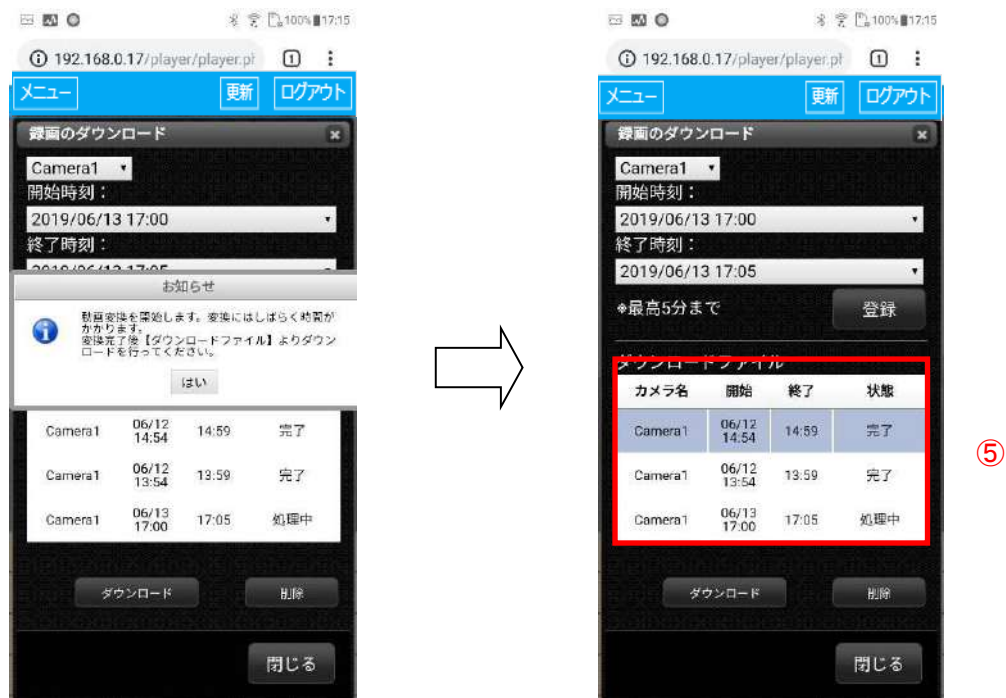 100% 17:15
192.168.0.17/player/player.ph 1
メニュー 更新 ログアウト
録画のダウンロード
Camera1
開始時刻：
2019/06/13 17:00
終了時刻：
2019/06/13 17:05
お知らせ
動画変換を開始します。変換にはしばらく時間が
かかります。
変換完了後【ダウンロードファイル】よりダウン
ロードを行ってください。
はい
Camera1 06/12 14:54 14:59 完了
Camera1 06/12 13:54 13:59 完了
Camera1 06/13 17:00 17:05 処理中
ダウンロード 削除
閉じる
100% 17:15
192.168.0.17/player/player.ph 1
メニュー 更新 ログアウト
録画のダウンロード
Camera1
開始時刻：
2019/06/13 17:00
終了時刻：
2019/06/13 17:05
※最高5分まで 登録
ダウンロードファイル
カメラ名 開始 終了 状態
Camera1 06/12 14:54 14:59 完了
Camera1 06/12 13:54 13:59 完了
Camera1 06/13 17:00 17:05 処理中
⑤
ダウンロード 削除
閉じる